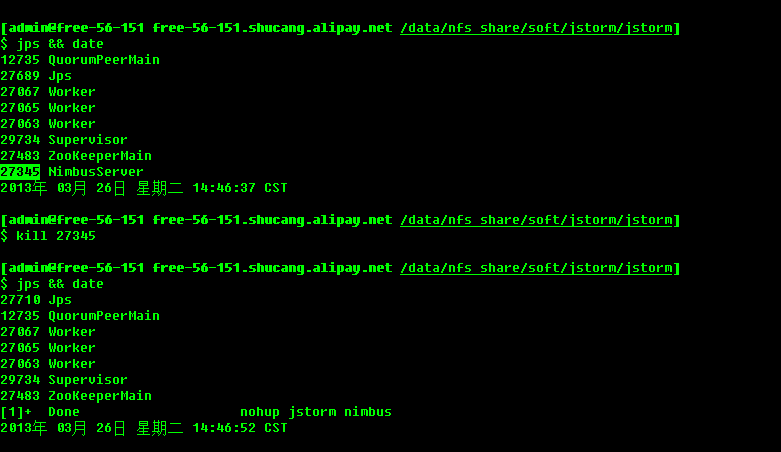 [admin@free-56-151 free-56-151.shucang.alipay.net /data/nfs_share/soft/jstorm/jstorm]
$ jps && date
12735 QuorumPeerMain
27689 Jps
27067 Worker
27065 Worker
27063 Worker
29734 Supervisor
27483 ZooKeeperMain
27345 NimbusServer
2013年 03月 26日 星期二 14:46:37 CST
[admin@free-56-151 free-56-151.shucang.alipay.net /data/nfs_share/soft/jstorm/jstorm]
$ kill 27345
[admin@free-56-151 free-56-151.shucang.alipay.net /data/nfs_share/soft/jstorm/jstorm]
$ jps && date
27710 Jps
12735 QuorumPeerMain
27067 Worker
27065 Worker
27063 Worker
29734 Supervisor
27483 ZooKeeperMain
[1]+  Done                    nohup jstorm nimbus
2013年 03月 26日 星期二 14:46:52 CST